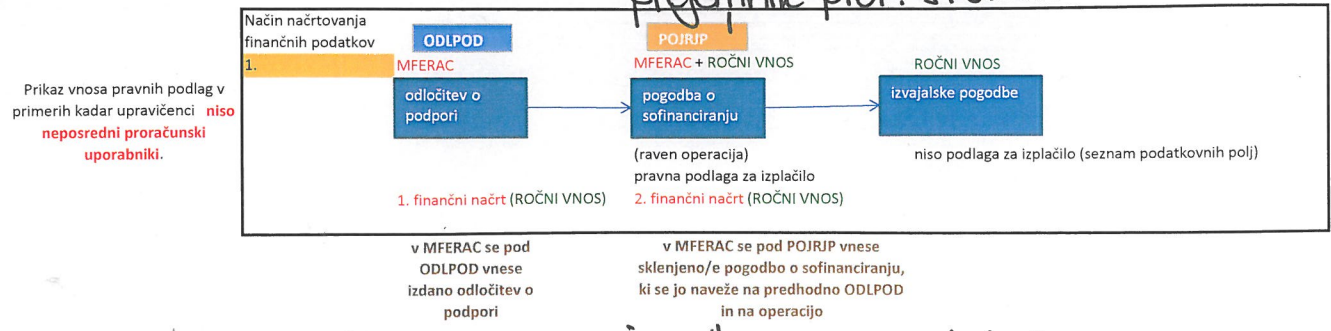 prejemnik
Način načrtovanja
finančnih podatkov
1.
ODLPOD
MFERAC
odločitev o
podpori
1. finančni načrt (ROČNI VNOS)
POJRJP
MFERAC + ROČNI VNOS
pogodba o
sofinanciranju
(raven operacija)
pravna podlaga za izplačilo
2. finančni načrt (ROČNI VNOS)
ROČNI VNOS
izvajalske pogodbe
niso podlaga za izplačilo (seznam podatkovnih polj)
Prikaz vnosa pravnih podlag v
primerih kadar upravičenci niso
neposredni proračunski
uporabniki.
v MFERAC se pod
ODLPOD vnese
izdano odločitev o
podpori
v MFERAC se pod POJRJP vnese
sklenjeno/e pogodbo o sofinanciranju,
ki se jo naveže na predhodno ODLPOD
in na operacijo